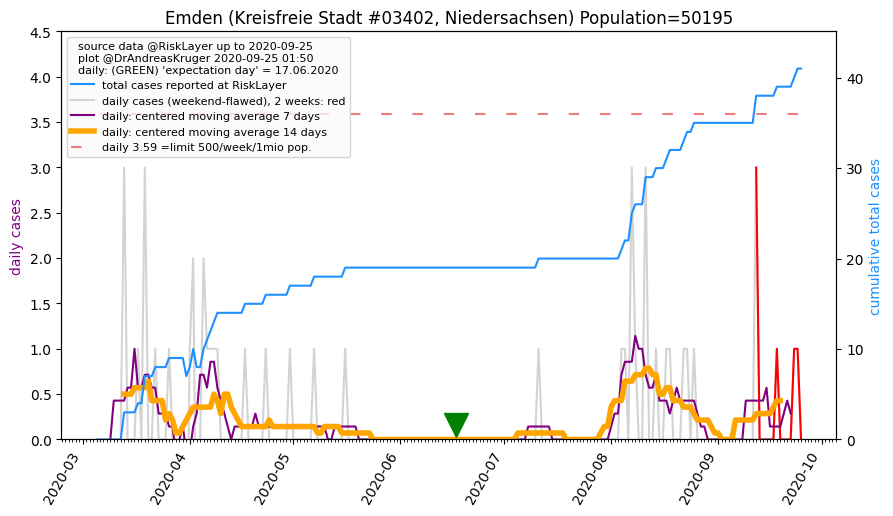 Emden (Kreisfreie Stadt #03402, Niedersachsen) Population=50195
source data @RiskLayer up to 2020-09-25
plot @DrAndreasKruger 2020-09-25 01:50
daily: (GREEN) 'expectation day' = 17.06.2020
total cases reported at RiskLayer
daily cases (weekend-flawed), 2 weeks: red
daily: centered moving average 7 days
daily: centered moving average 14 days
daily 3.59 =limit 500/week/1mio pop.
daily cases
4.5
4.0
3.5
3.0
2.5
2.0
1.5
1.0
0.5
0.0
40
30
20
10
0
cumulative total cases
2020-03
2020-04
2020-05
2020-06
2020-07
2020-08
2020-09
2020-10